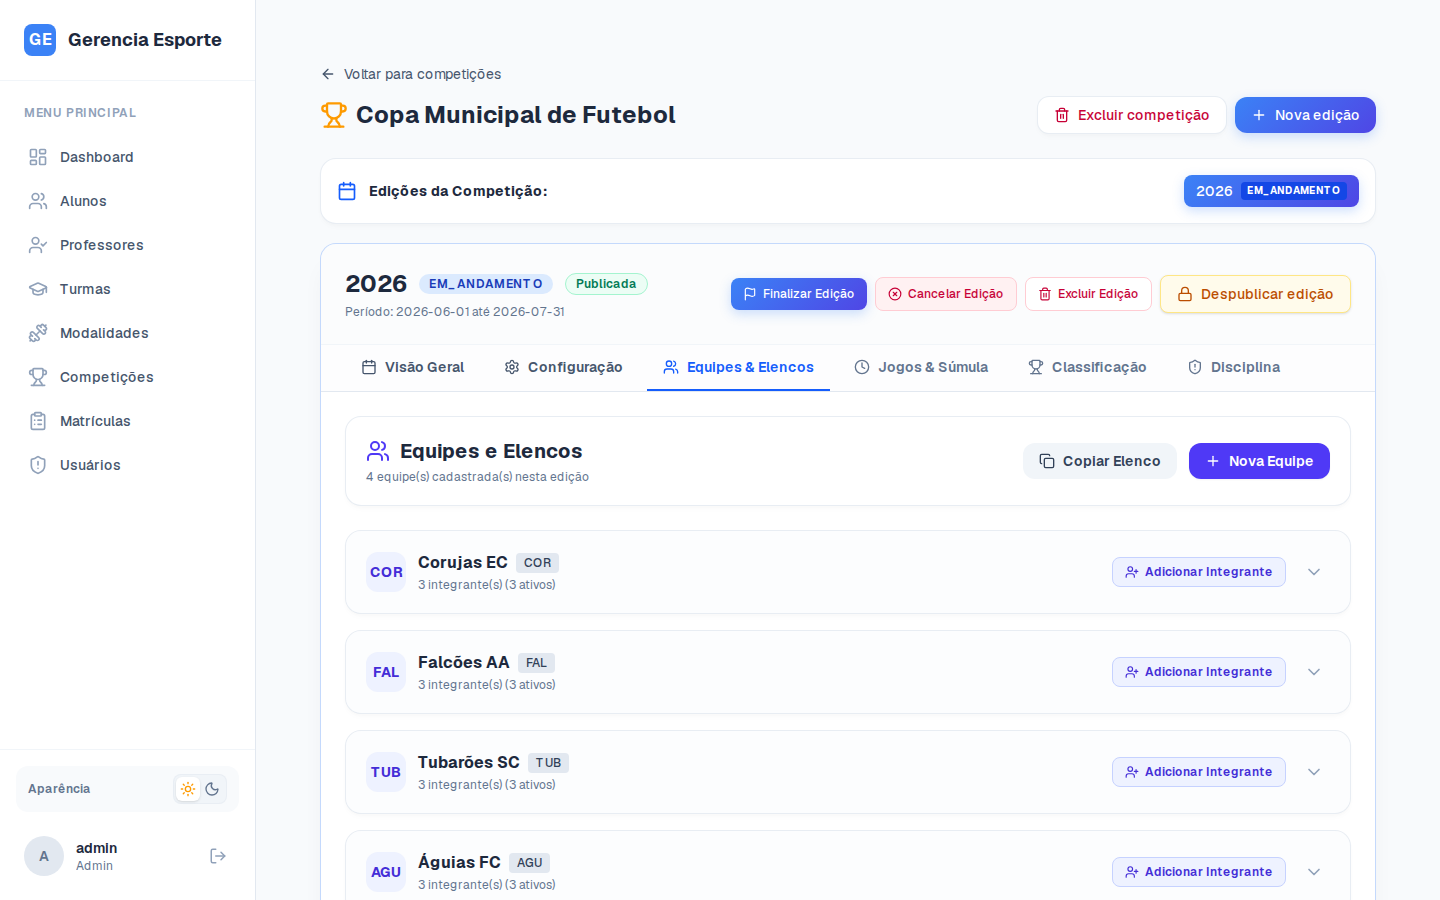 GE Gerencia Esporte
MENU PRINCIPAL
Dashboard
Alunos
Professores
Turmas
Modalidades
Competições
Matrículas
Usuários
Aparência
A
admin
Admin
Voltar para competições
Copa Municipal de Futebol
Excluir competição
Nova edição
Edições da Competição:
2026 EM_ANDAMENTO
2026 EM_ANDAMENTO Publicada
Período: 2026-06-01 até 2026-07-31
Finalizar Edição
Cancelar Edição
Excluir Edição
Despublicar edição
Visão Geral
Configuração
Equipes & Elencos
Jogos & Súmula
Classificação
Disciplina
Equipes e Elencos
4 equipe(s) cadastrada(s) nesta edição
Copiar Elenco
Nova Equipe
COR
Corujas EC COR
3 integrante(s) (3 ativos)
Adicionar Integrante
FAL
Falcões AA FAL
3 integrante(s) (3 ativos)
Adicionar Integrante
TUB
Tubarões SC TUB
3 integrante(s) (3 ativos)
Adicionar Integrante
AGU
Águias FC AGU
3 integrante(s) (3 ativos)
Adicionar Integrante